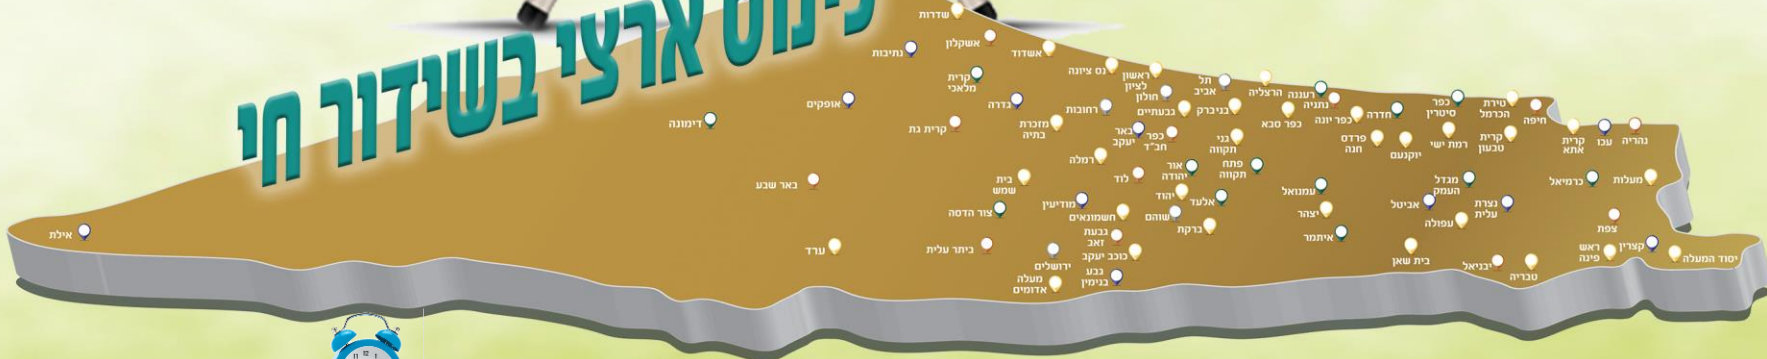 כינוס ארצי בשידור חי
שדרות
אשקלון
אשדוד
נתיבות
נס ציונה
ראשון
לציון
תל
אביב
הרצליה
רעננה
נתניה
כפר
סיטרין
טירת
הכרמל
חיפה
קרית
מלאכי
חולון
אופקים
גדרה
רחובות
גבעתיים
בניברק
כפר סבא
כפר יונה
חדרה
דימונה
קרית גת
מזכרת
בתיה
באר
יעקב
כפר
חב"ד
גני
תקווה
פרדס
חנה
יוקנעם
רמת ישי
קרית
טבעון
קרית
אתא
עכו
נהריה
רמלה
אור
יהודה
פתח
תקווה
באר שבע
בית
שמש
לוד
יהוד
אלעד
עמנואל
מגדל
העמק
כרמיאל
מעלות
צור הדסה
מודיעין
חשמונאים
שוהם
ברקת
יצהר
אביטל
נצרת
עלית
עפולה
צפת
אילת
ערד
ביתר עלית
ירושלים
גבעת
זאב
כוכב יעקב
איתמר
בית שאן
יבניאל
טבריה
ראש
פינה
קצרין
יסוד המעלה
מעלה
אדומים
גבע
בנימין